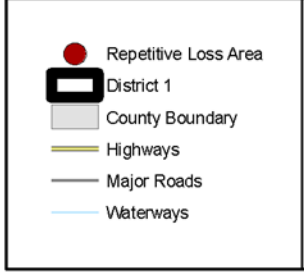 Repetitive Loss Area
District 1
County Boundary
Highways
Major Roads
Waterways